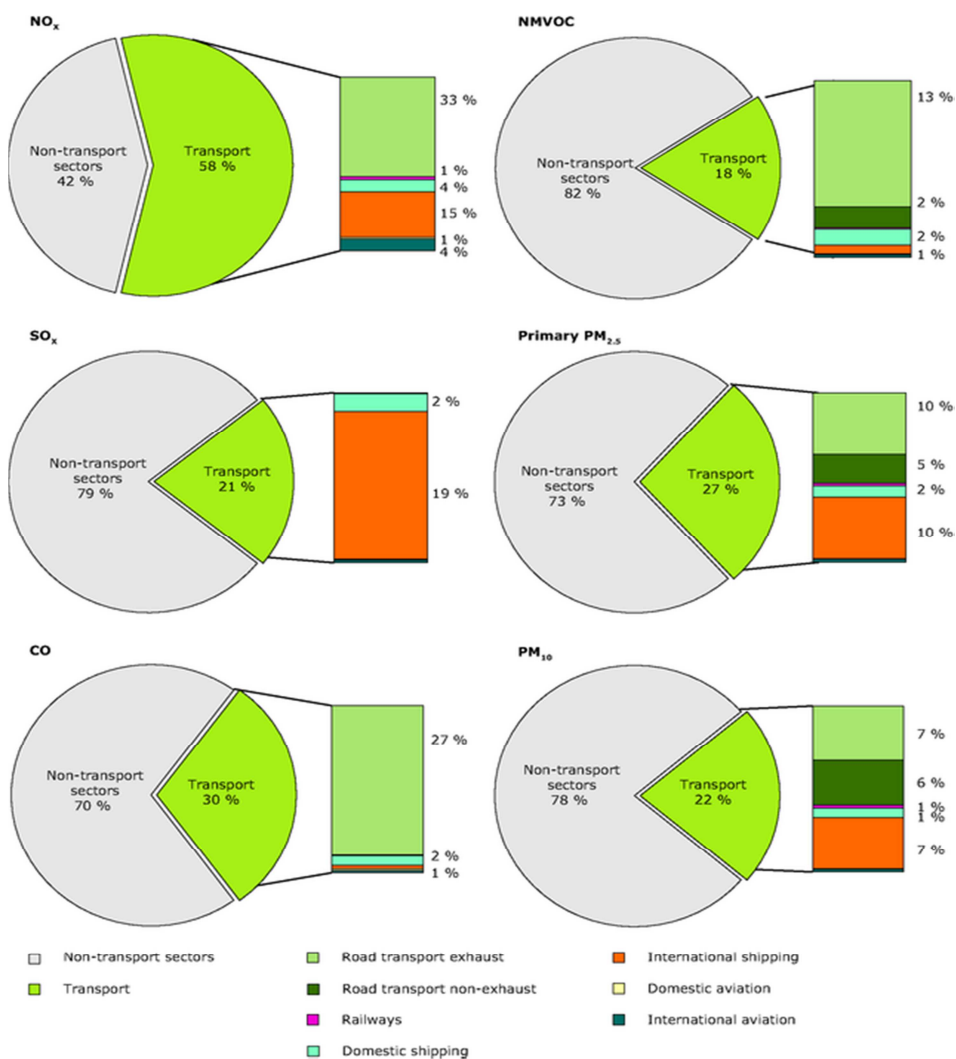 NOx
Non-transport
sectors
42 %
Transport
58 %
33 %
1 %
4 %
15 %
1 %
4 %
NMVOC
Non-transport
sectors
82 %
Transport
18 %
13 %
2 %
2 %
1 %
SOx
Non-transport
sectors
79 %
Transport
21 %
2 %
19 %
Primary PM2.5
Non-transport
sectors
73 %
Transport
27 %
10 %
5 %
2 %
10 %
CO
Non-transport
sectors
70 %
Transport
30 %
27 %
2 %
1 %
PM10
Non-transport
sectors
78 %
Transport
22 %
7 %
6 %
1 %
1 %
7 %
Non-transport sectors
Transport
Road transport exhaust
Road transport non-exhaust
Railways
Domestic shipping
International shipping
Domestic aviation
International aviation